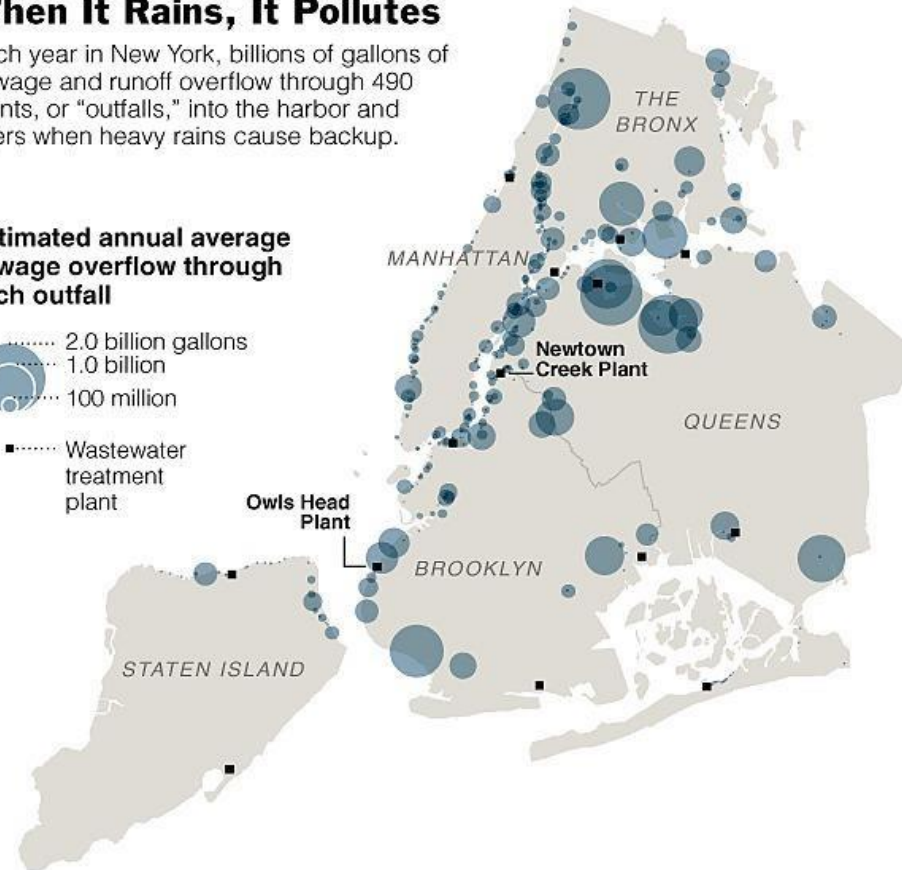 hen It Rains, It Pollutes
ch year in New York, billions of gallons of
wage and runoff overflow through 490
nts, or “outfalls,” into the harbor and
ers when heavy rains cause backup.
timated annual average
wage overflow through
ch outfall
2.0 billion gallons
1.0 billion
100 million
Wastewater
treatment
plant
THE
BRONX
MANHATTAN
Newtown
Creek Plant
QUEENS
Owls Head
Plant
BROOKLYN
STATEN ISLAND